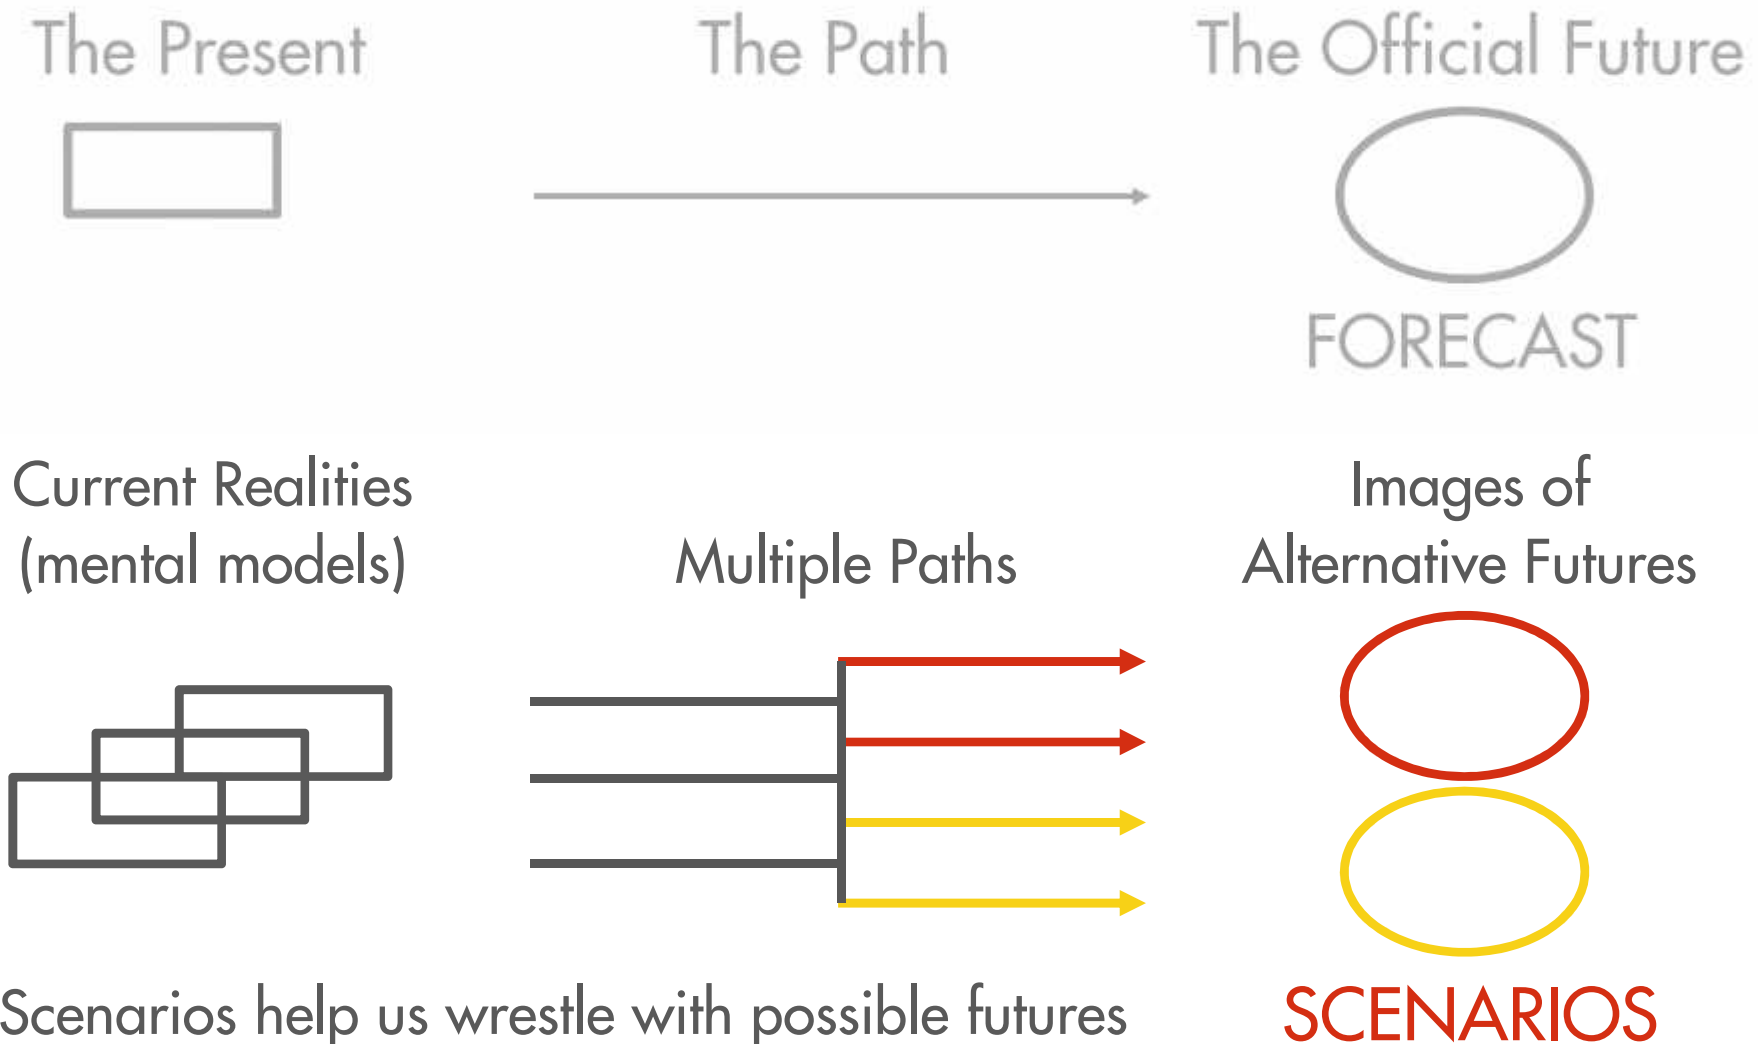 The Present
The Path
The Official Future
FORECAST
Current Realities
(mental models)
Multiple Paths
Images of
Alternative Futures
Scenarios help us wrestle with possible futures
SCENARIOS